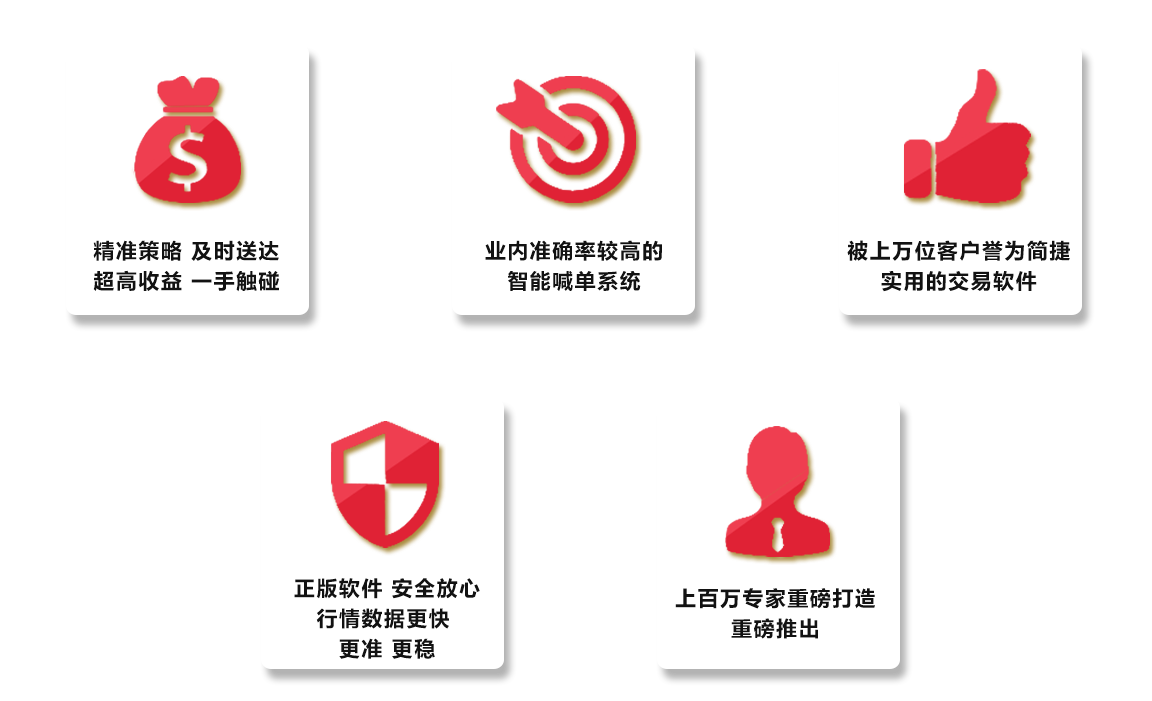 精准策略 及时送达
超高收益 一手触碰
业内准确率较高的
智能喊单系统
被上万位客户誉为简捷
实用的交易软件
正版软件 安全放心
行情数据更快
更准 更稳
上百万专家重磅打造
重磅推出